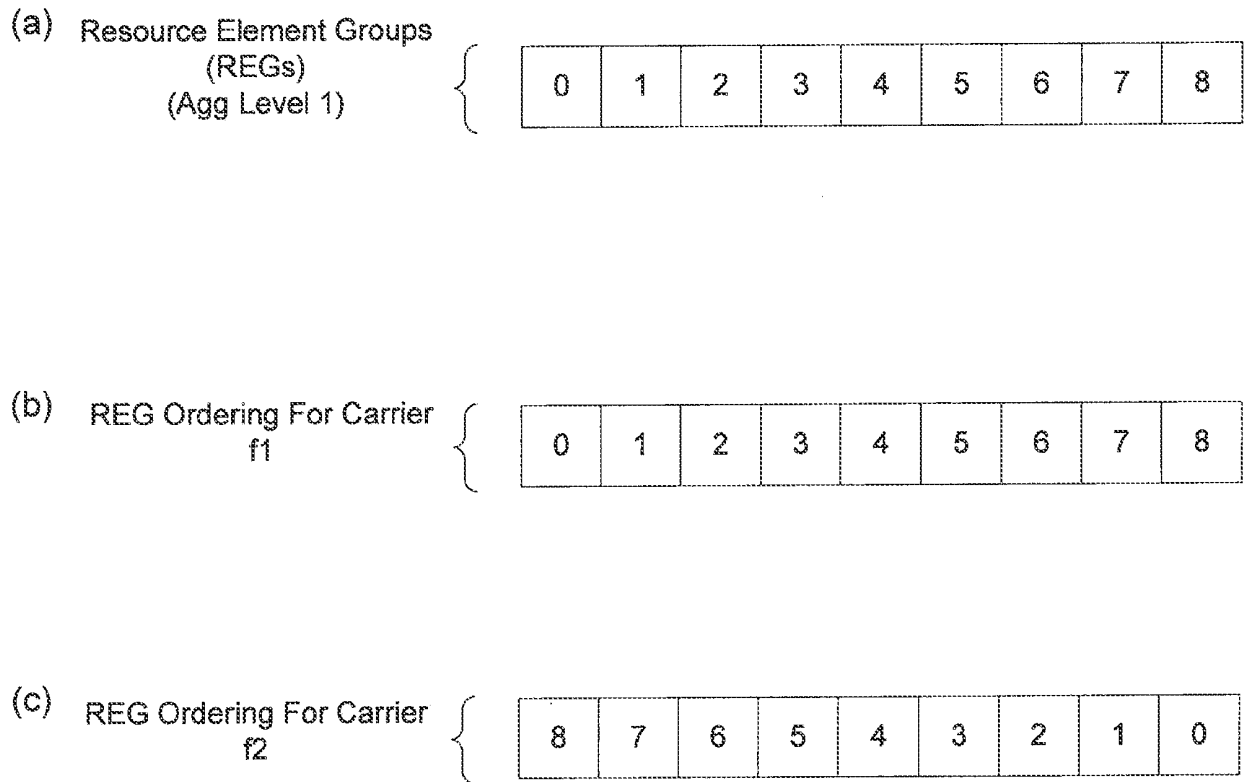 (a) Resource Element Groups
(REGs)
(Agg Level 1)
0 1 2 3 4 5 6 7 8
(b) REG Ordering For Carrier
f1
0 1 2 3 4 5 6 7 8
(c) REG Ordering For Carrier
f2
8 7 6 5 4 3 2 1 0